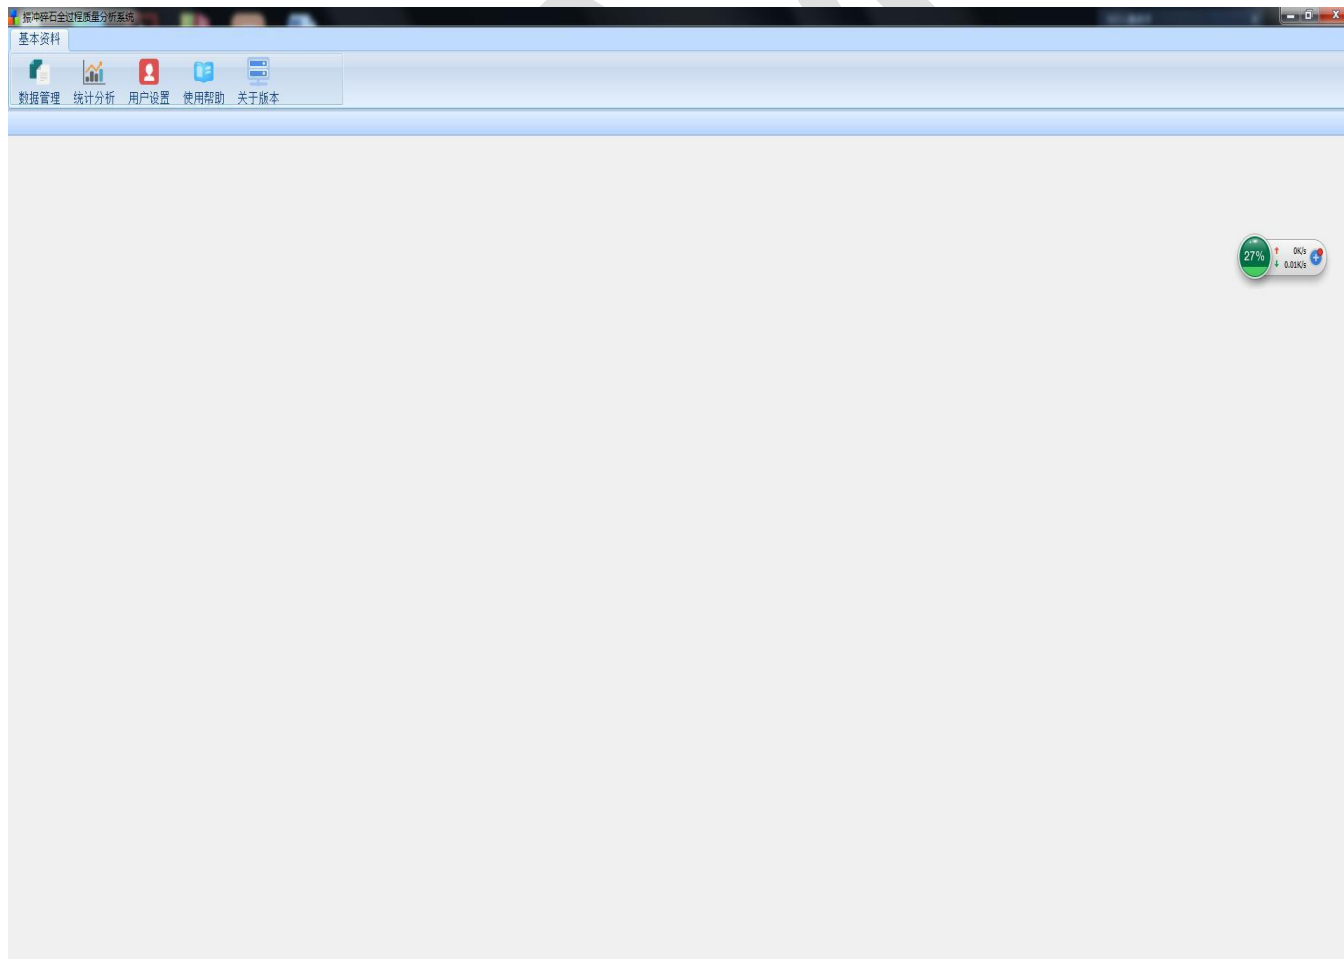 振冲碎石全过程质量分析系统
基本资料
数据管理 统计分析 用户设置 使用帮助 关于版本
27%
0K/s
0.01K/s